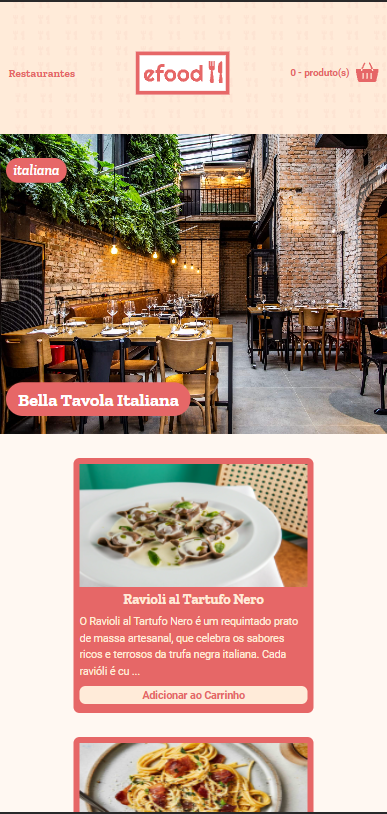 Restaurantes
efood
0 - produto(s)
italiana
Bella Tavola Italiana
Ravioli al Tartufo Nero
O Ravioli al Tartufo Nero é um requintado prato
de massa artesanal, que celebra os sabores
ricos e terrosos da trufa negra italiana. Cada
ravióli é cu ...
Adicionar ao Carrinho